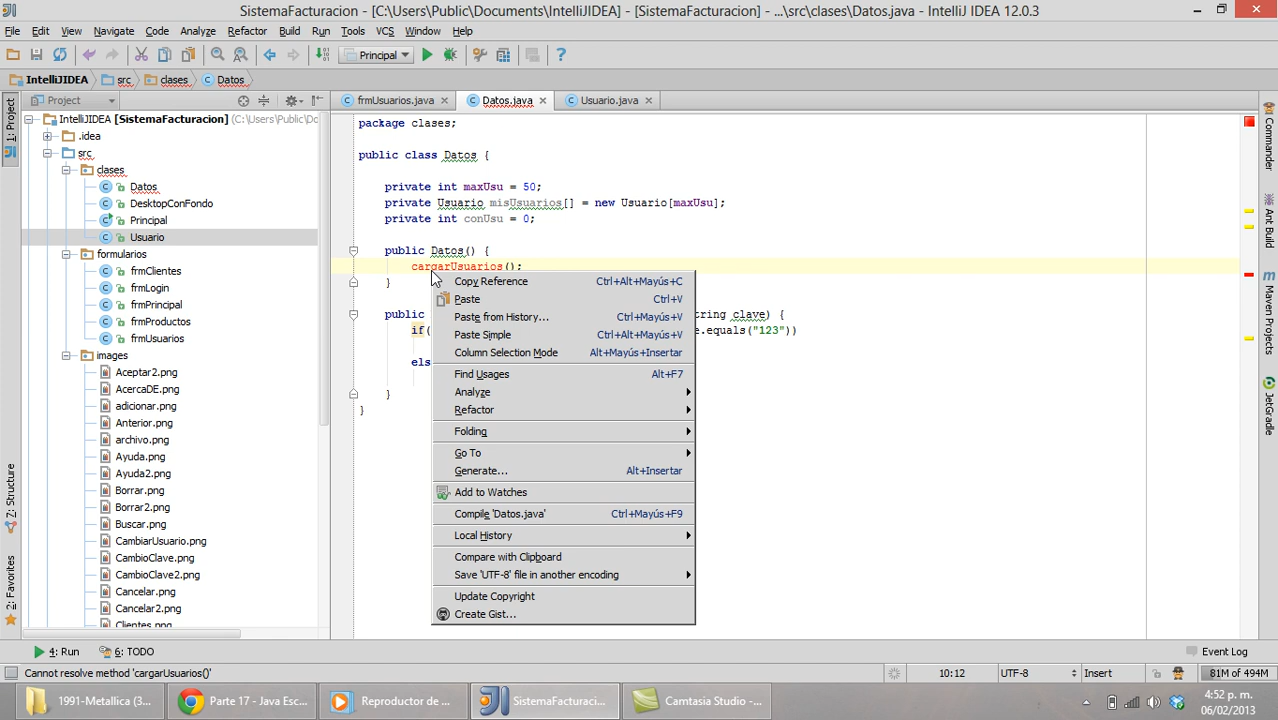 SistemaFacturacion - [C:\Users\Public\Documents\IntelliJIDEA] - [SistemaFacturacion] - ...\src\clases\Datos.java - IntelliJ IDEA 12.0.3
File Edit View Navigate Code Analyze Refactor Build Run Tools VCS Window Help
Principal
IntelliJIDEA src clases Datos
Project
frmUsuarios.java Datos.java Usuario.java
1: Project
Z: Structure
2: Favorites
IntelliJIDEA [SistemaFacturacion] (C:\Users\Public\Do
.idea
src
clases
Datos
DesktopConFondo
Principal
Usuario
formularios
frmClientes
frmLogin
frmPrincipal
frmProductos
frmUsuarios
images
Aceptar2.png
AcercaDE.png
adicionar.png
Anterior.png
archivo.png
Ayuda.png
Ayuda2.png
Borrar.png
Borrar2.png
Buscar.png
CambiarUsuario.png
CambioClave.png
CambioClave2.png
Cancelar.png
Cancelar2.png
Clientes.png
package clases;
public class Datos {
private int maxUsu = 50;
private Usuario misUsuarios[] = new Usuario[maxUsu];
private int conUsu = 0;
public Datos() {
cargarUsuarios();
}
public tring clave) {
if( e.equals("123"))
els
}
}
Copy Reference Ctrl+Alt+Mayús+C
Paste Ctrl+V
Paste from History... Ctrl+Mayús+V
Paste Simple Ctrl+Alt+Mayús+V
Column Selection Mode Alt+Mayús+Insertar
Find Usages Alt+F7
Analyze
Refactor
Folding
Go To
Generate... Alt+Insertar
Add to Watches
Compile 'Datos.java' Ctrl+Mayús+F9
Local History
Compare with Clipboard
Save 'UTF-8' file in another encoding
Update Copyright
Create Gist...
Commander
Ant Build
Maven Projects
JetGradle
4: Run 6: TODO Event Log
Cannot resolve method 'cargarUsuarios()' 10:12 UTF-8 Insert 81M of 494M
1991-Metallica (3... Parte 17 - Java Esc... Reproductor de ... SistemaFacturaci... Camtasia Studio -... 4:52 p. m.
06/02/2013